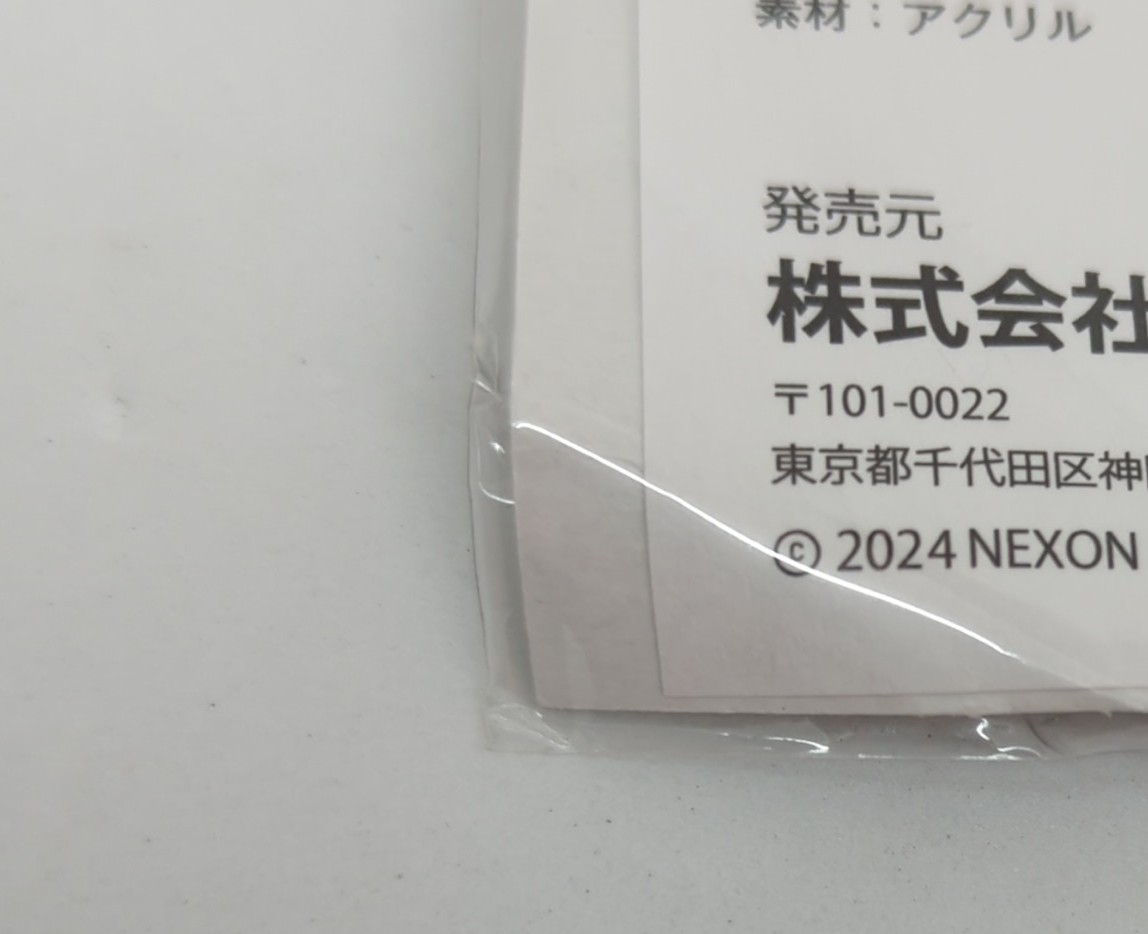 素材：アクリル
発売元
株式会社
〒101-0022
東京都千代田区神
© 2024 NEXON